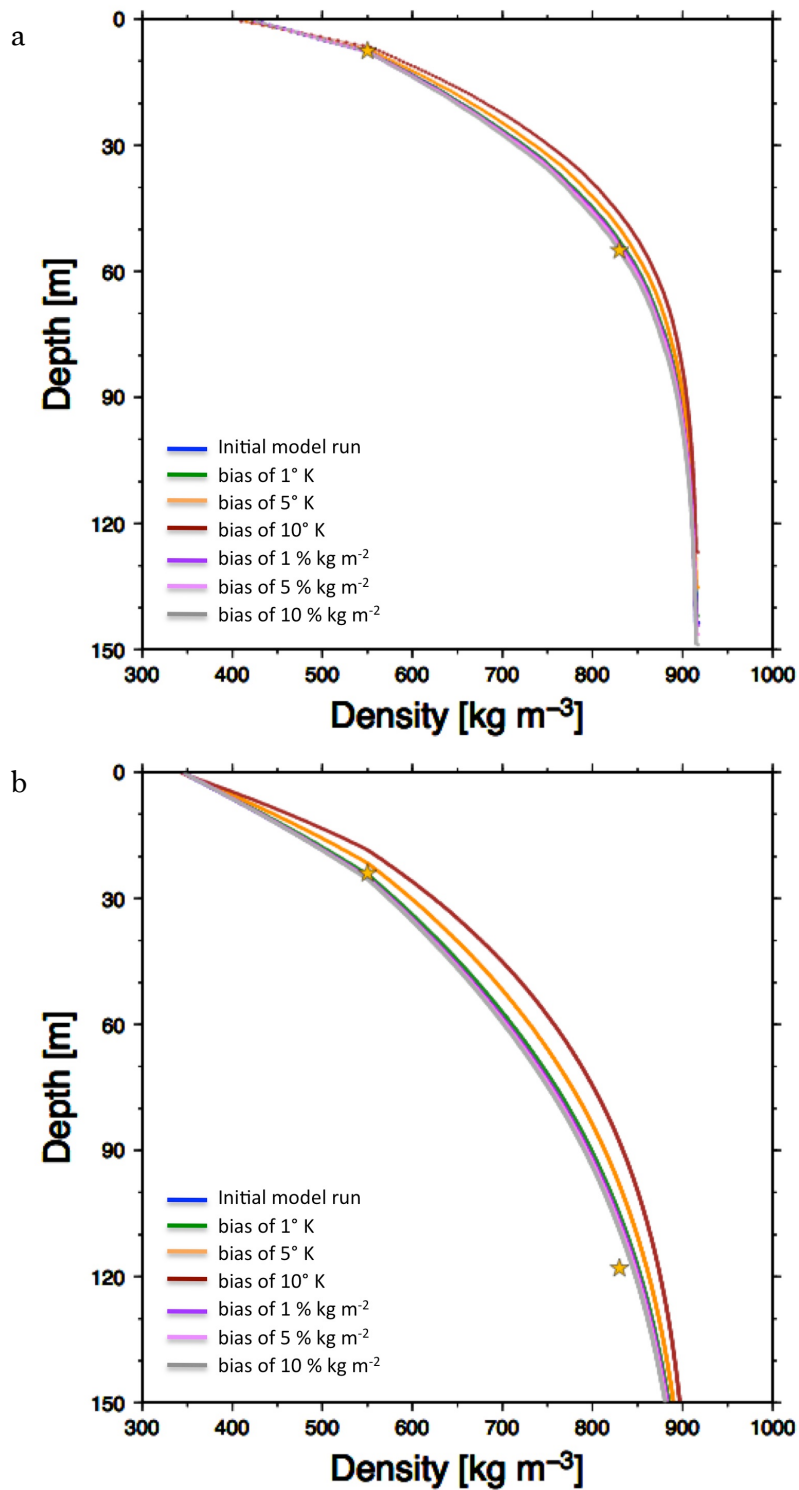 a
0
30
60
90
120
150
Depth [m]
Initial model run
bias of 1° K
bias of 5° K
bias of 10° K
bias of 1 % kg m⁻²
bias of 5 % kg m⁻²
bias of 10 % kg m⁻²
300 400 500 600 700 800 900 1000
Density [kg m⁻³]
b
0
30
60
90
120
150
Depth [m]
Initial model run
bias of 1° K
bias of 5° K
bias of 10° K
bias of 1 % kg m⁻²
bias of 5 % kg m⁻²
bias of 10 % kg m⁻²
300 400 500 600 700 800 900 1000
Density [kg m⁻³]